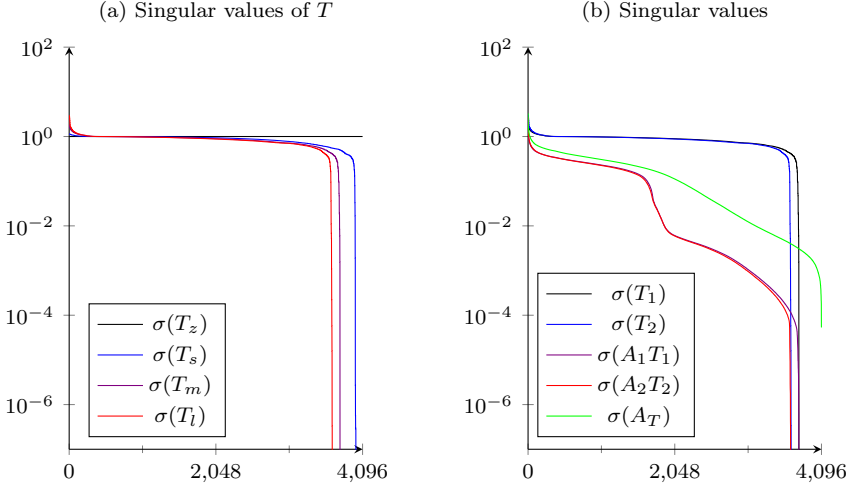 (a) Singular values of T
10^2
10^0
10^−2
10^−4
10^−6
σ(T_z)
σ(T_s)
σ(T_m)
σ(T_l)
0
2,048
4,096
(b) Singular values
10^2
10^0
10^−2
10^−4
10^−6
σ(T_1)
σ(T_2)
σ(A_1T_1)
σ(A_2T_2)
σ(A_T)
0
2,048
4,096